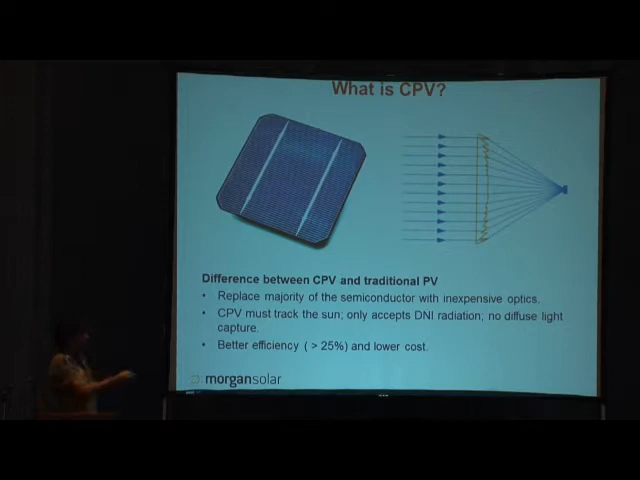 What is CPV?
Difference between CPV and traditional PV
• Replace majority of the semiconductor with inexpensive optics.
• CPV must track the sun; only accepts DNI radiation; no diffuse light
capture.
• Better efficiency ( > 25%) and lower cost.
morgansolar